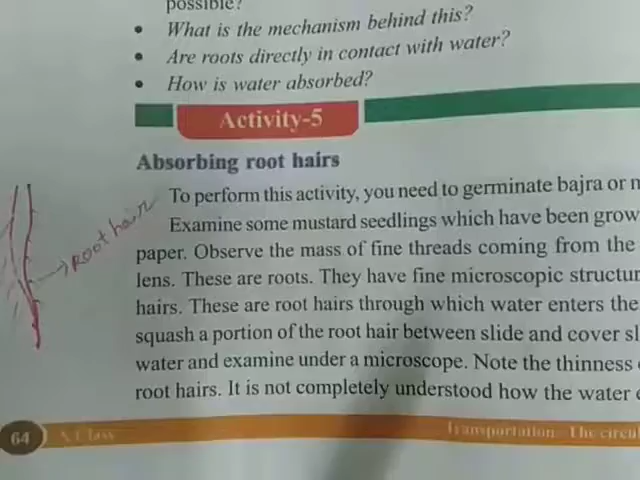 possible?
• What is the mechanism behind this?
• Are roots directly in contact with water?
• How is water absorbed?
Activity-5
Absorbing root hairs
To perform this activity, you need to germinate bajra or
Examine some mustard seedlings which have been grow
paper. Observe the mass of fine threads coming from the
lens. These are roots. They have fine microscopic structur
hairs. These are root hairs through which water enters the
squash a portion of the root hair between slide and cover sl
water and examine under a microscope. Note the thinness
root hairs. It is not completely understood how the water
root hair
64 X Class
Transportation - The circul